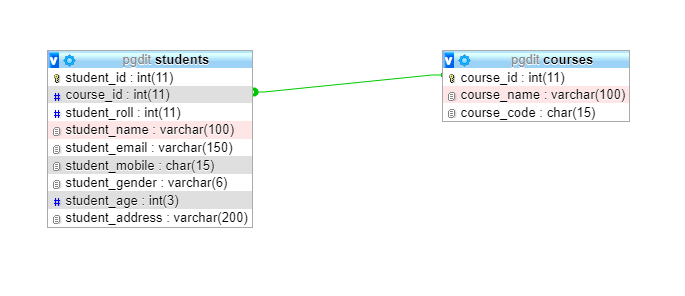 v pgdit students
student_id : int(11)
# course_id : int(11)
# student_roll : int(11)
student_name : varchar(100)
student_email : varchar(150)
student_mobile : char(15)
student_gender : varchar(6)
# student_age : int(3)
student_address : varchar(200)
v pgdit courses
course_id : int(11)
course_name : varchar(100)
course_code : char(15)